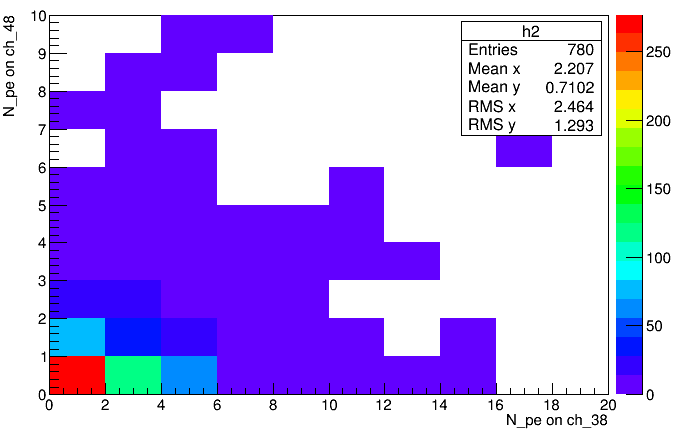 N_pe on ch_48
10
9
8
7
6
5
4
3
2
1
0
h2
Entries 780
Mean x 2.207
Mean y 0.7102
RMS x 2.464
RMS y 1.293
250
200
150
100
50
0
0 2 4 6 8 10 12 14 16 18 20
N_pe on ch_38